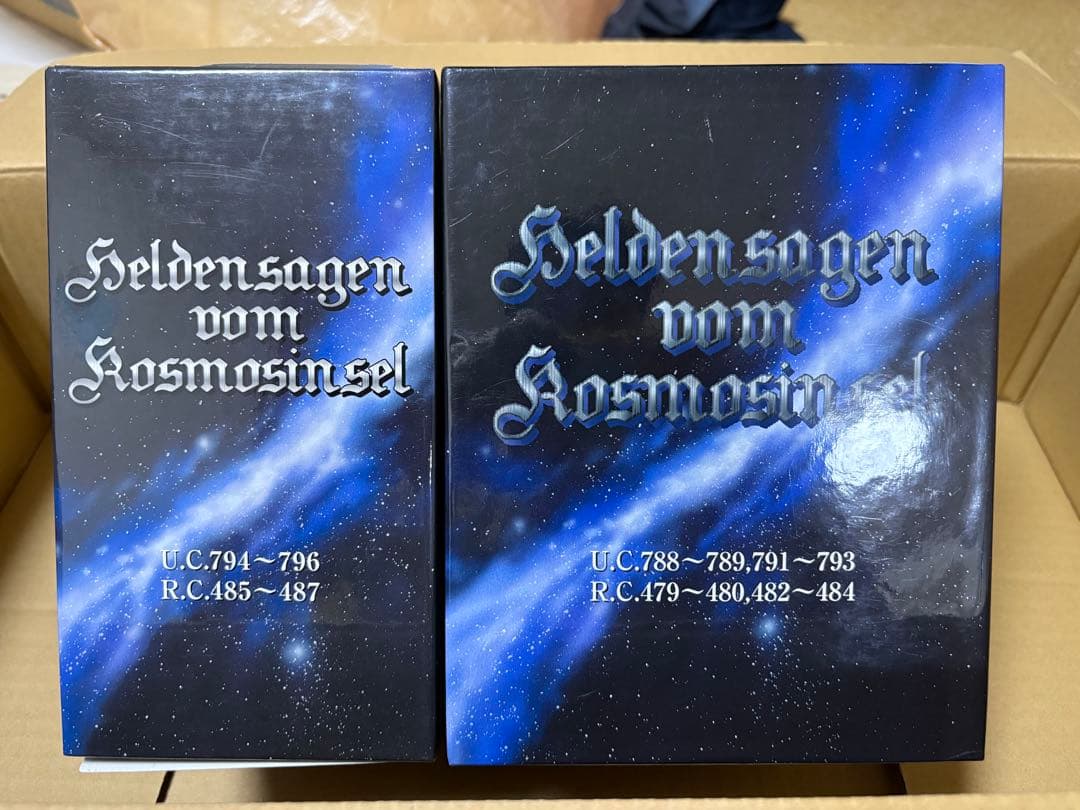 Heldensagen
vom
Kosmosinsel
U.C.794～796
R.C.485～487
Heldensagen
vom
Kosmosinsel
U.C.788～789,791～793
R.C.479～480,482～484